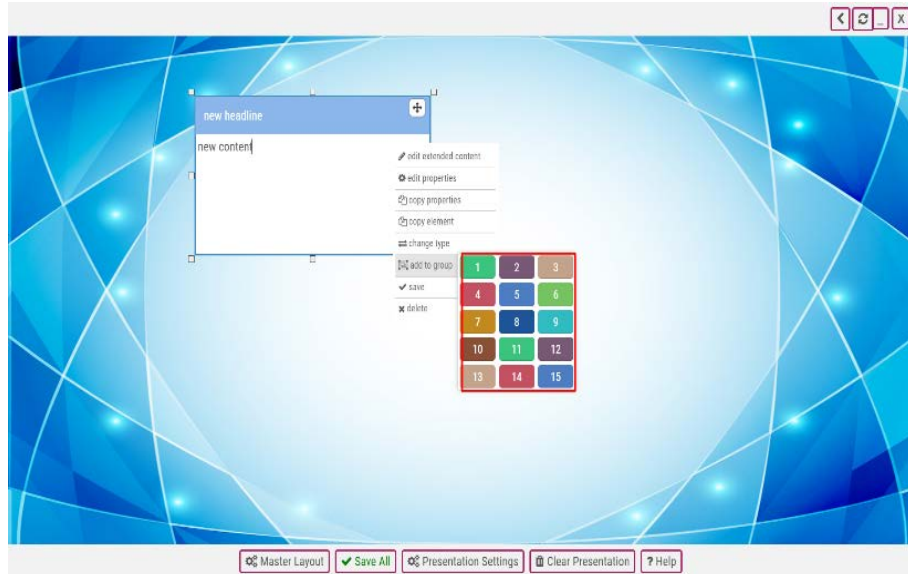 _ X
new headline
new content
edit extended content
edit properties
copy properties
copy element
change type
add to group
save
delete
1 2 3
4 5 6
7 8 9
10 11 12
13 14 15
Master Layout Save All Presentation Settings Clear Presentation ? Help